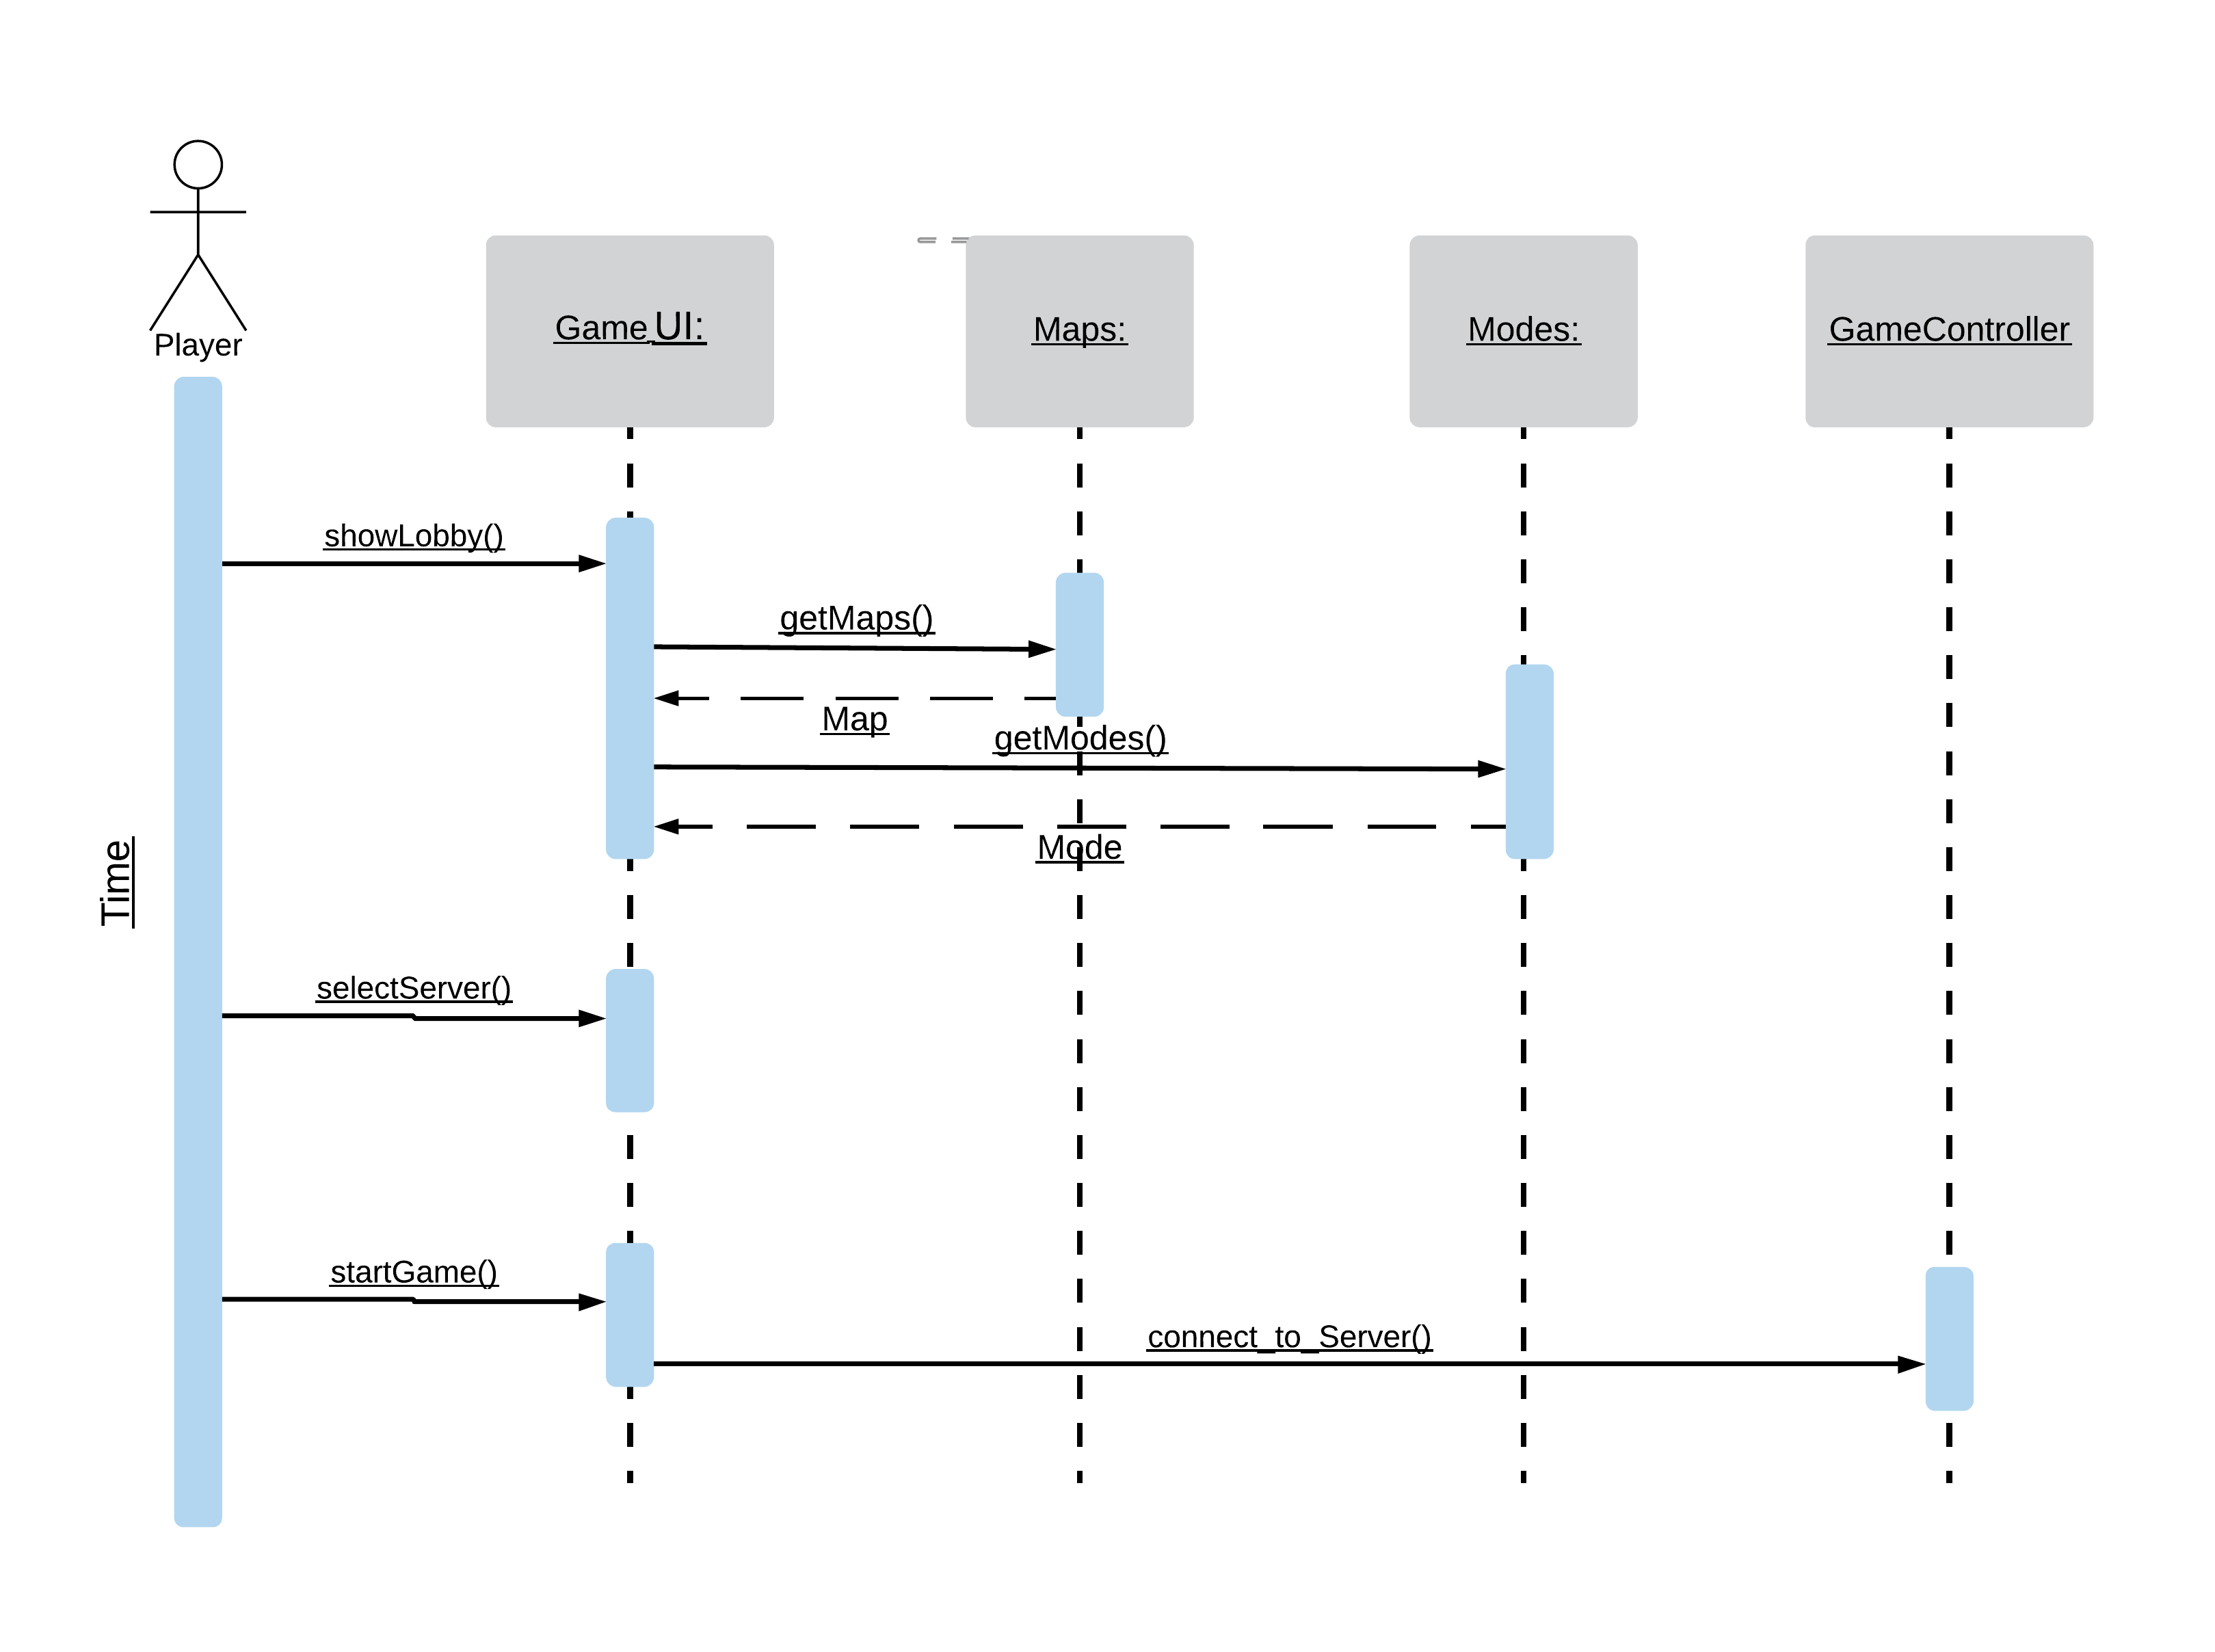 Player
Game UI:
Maps:
Modes:
GameController
showLobby()
getMaps()
Map
getModes()
Mode
Time
selectServer()
startGame()
connect_to_Server()